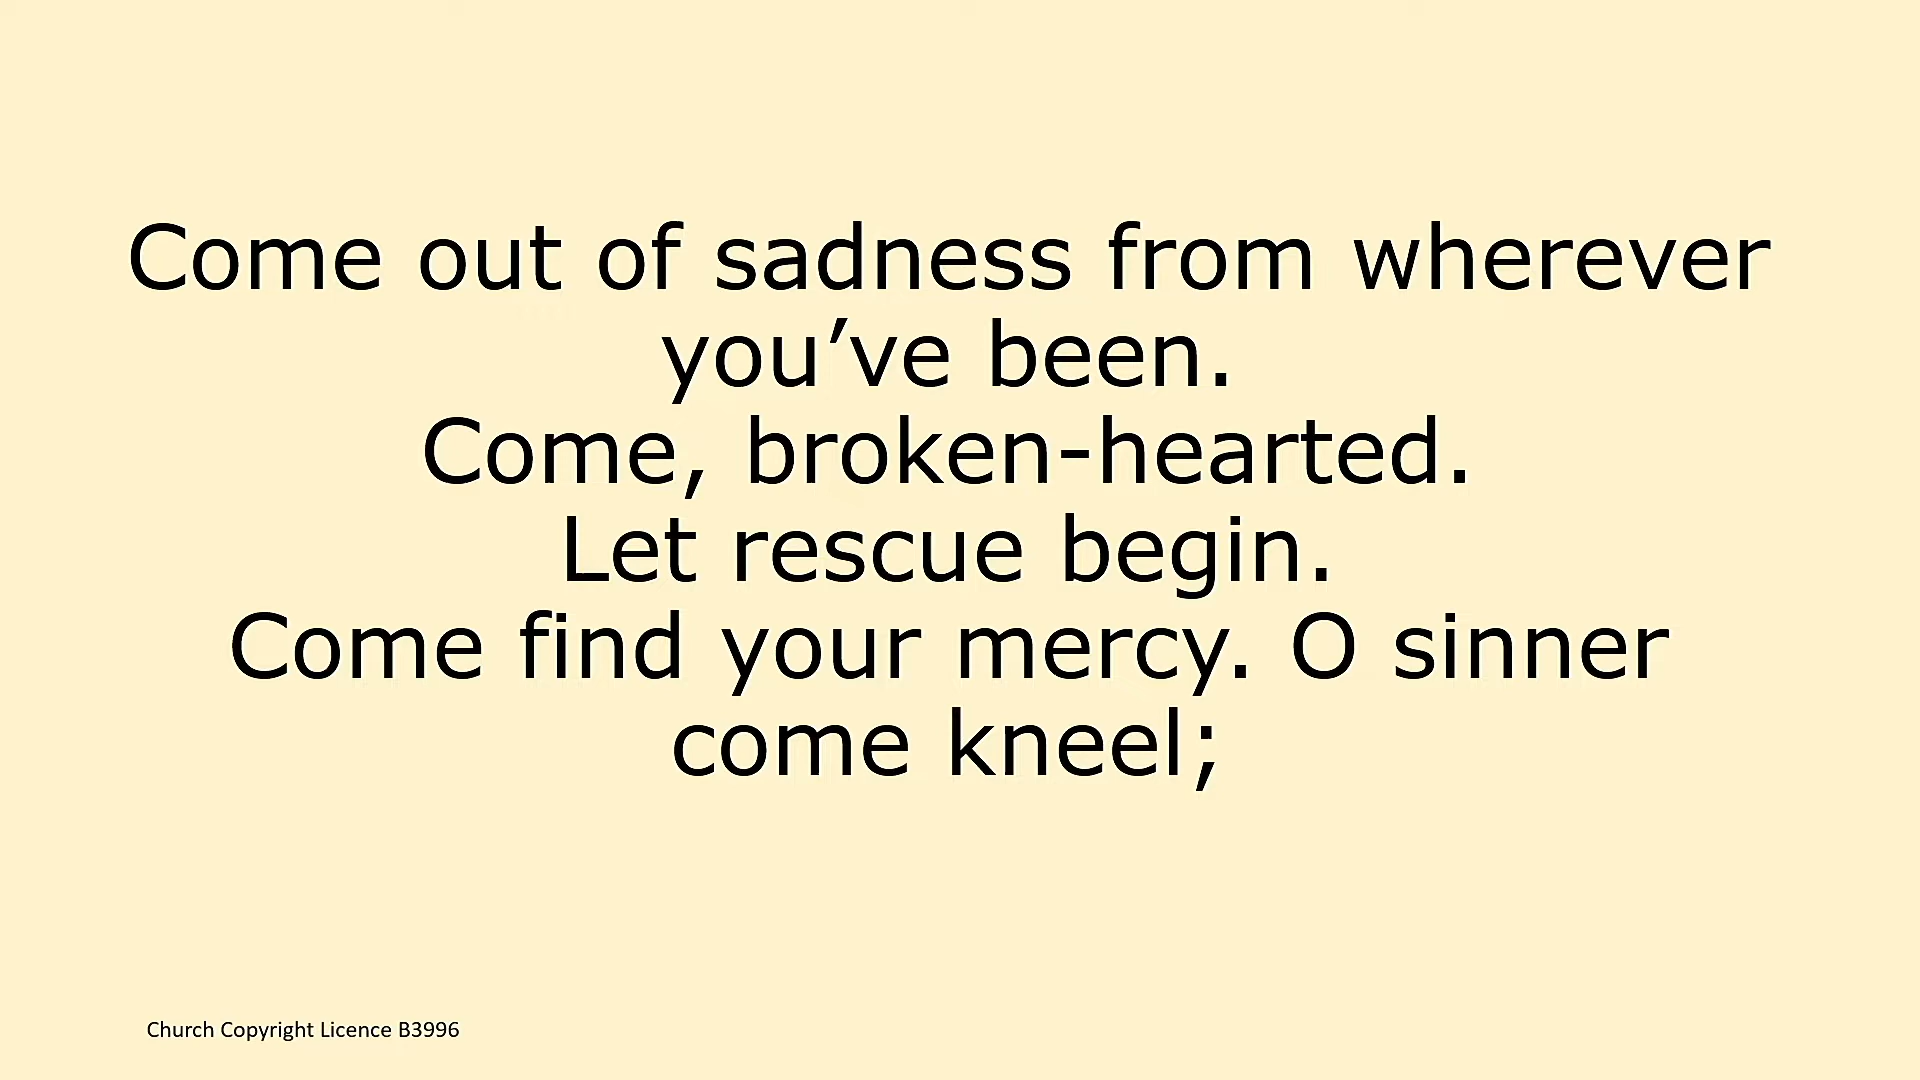 Come out of sadness from wherever
you’ve been.
Come, broken-hearted.
Let rescue begin.
Come find your mercy. O sinner
come kneel;
Church Copyright Licence B3996